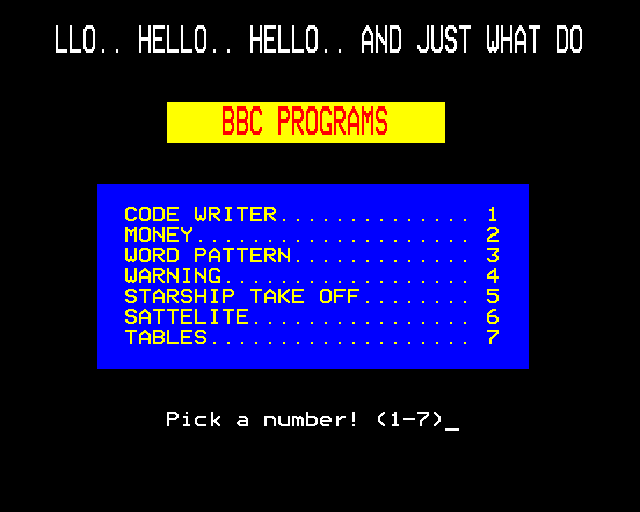 LLO.. HELLO.. HELLO.. AND JUST WHAT DO
BBC PROGRAMS
CODE WRITER.............. 1
MONEY.................... 2
WORD PATTERN............. 3
WARNING.................. 4
STARSHIP TAKE OFF........ 5
SATTELITE................ 6
TABLES................... 7
Pick a number! (1-7)_